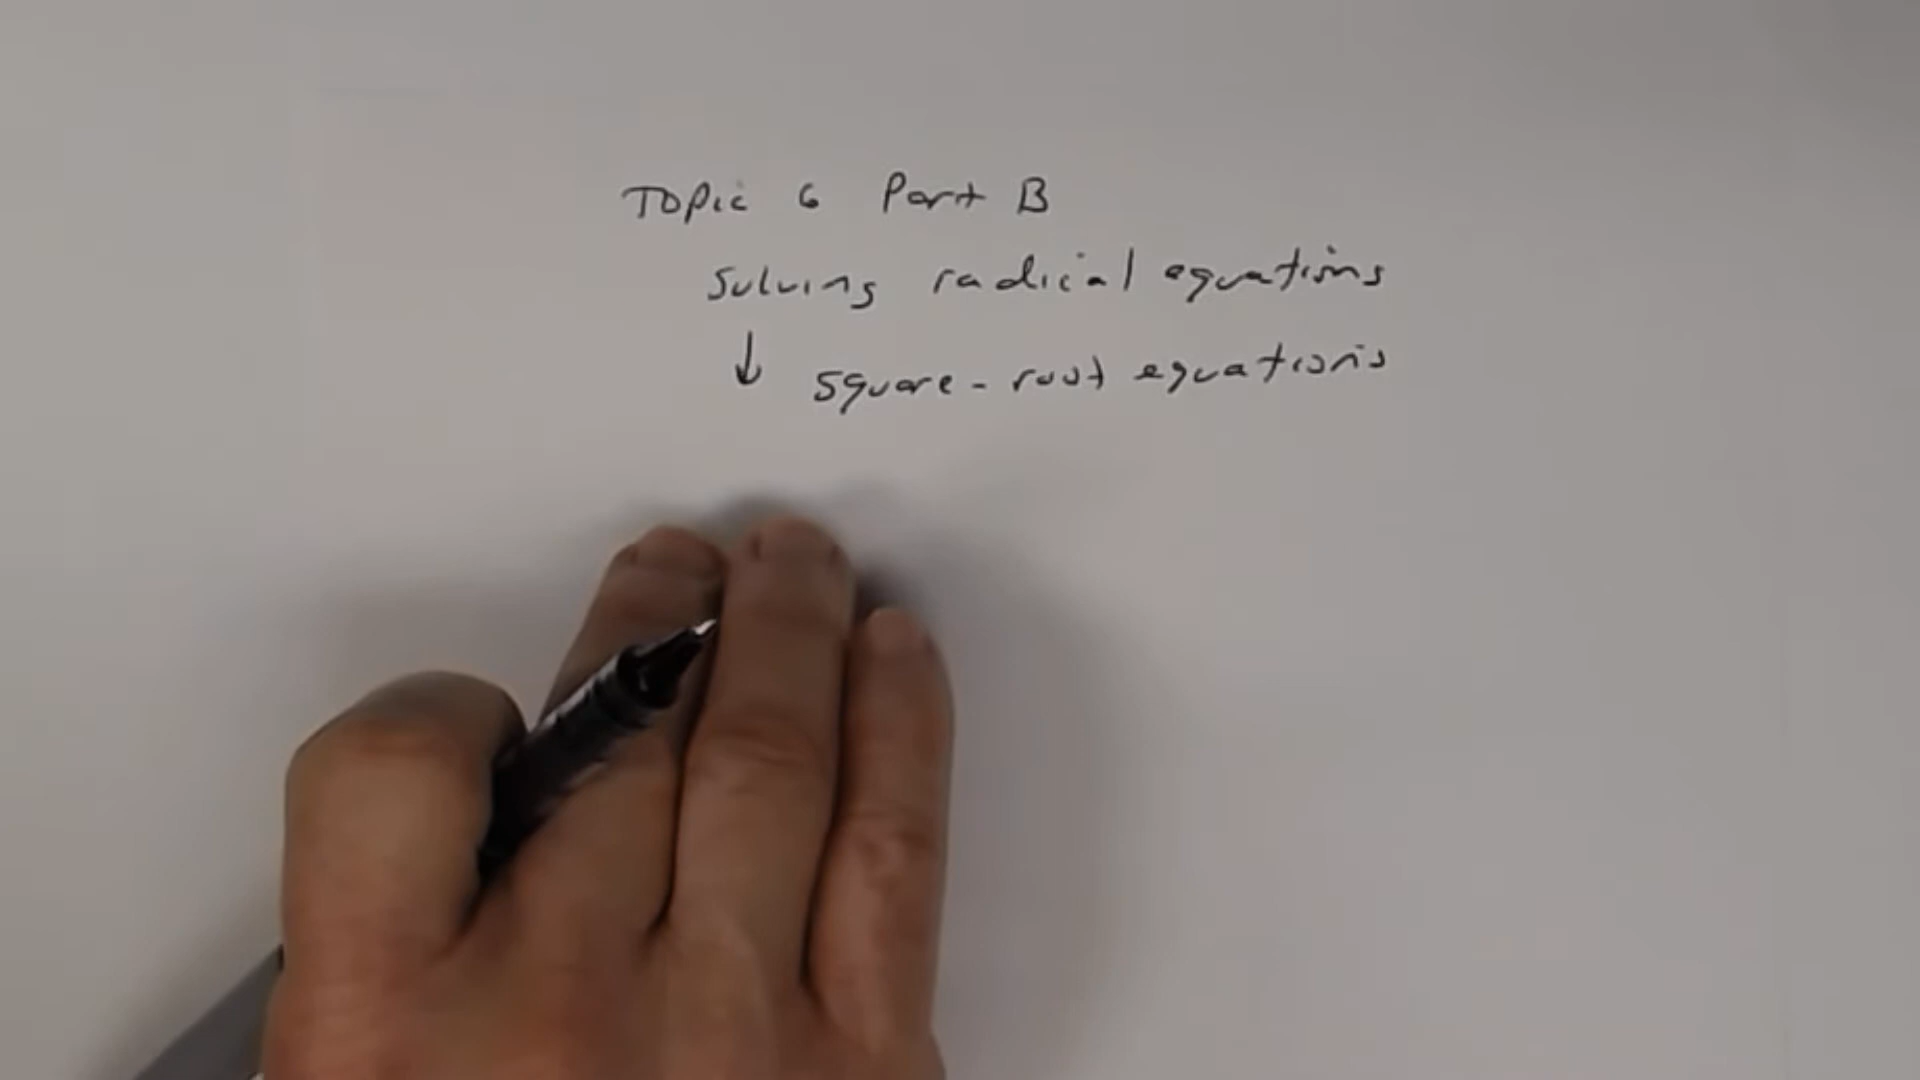 Topic 6 Part B
Solving radical equations
↓ square-root equations